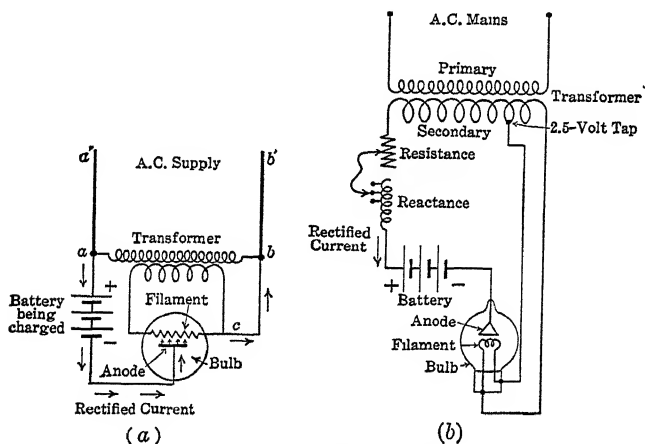 a'
A.C. Supply
b'
Transformer
a
b
+
Battery
being
charged
Filament
c
−
Anode
Bulb
Rectified Current
(a)
A.C. Mains
Primary
Transformer
Secondary
2.5-Volt Tap
Resistance
Reactance
Rectified
Current
+
Battery
−
Anode
Filament
Bulb
(b)